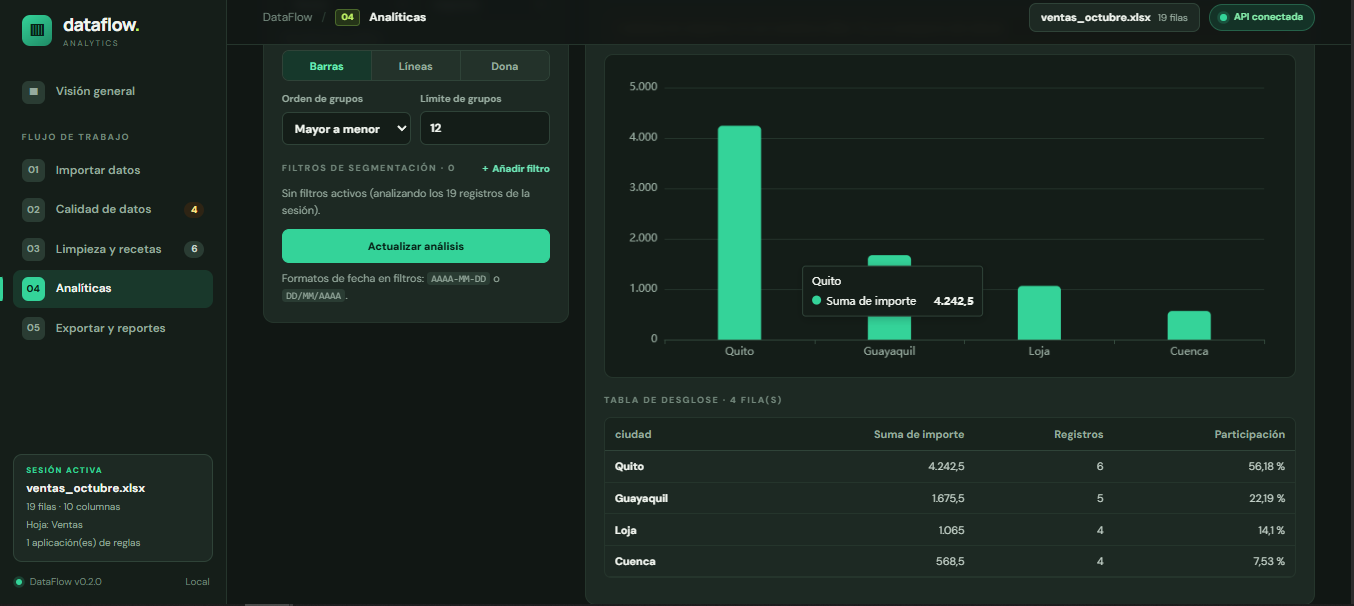 dataflow.
ANALYTICS
Visión general
FLUJO DE TRABAJO
01 Importar datos
02 Calidad de datos 4
03 Limpieza y recetas 6
04 Analíticas
05 Exportar y reportes
SESIÓN ACTIVA
ventas_octubre.xlsx
19 filas · 10 columnas
Hoja: Ventas
1 aplicación(es) de reglas
DataFlow v0.2.0 Local
DataFlow / 04 Analíticas
ventas_octubre.xlsx 19 filas
API conectada
Barras Líneas Dona
Orden de grupos Límite de grupos
Mayor a menor 12
FILTROS DE SEGMENTACIÓN · 0 + Añadir filtro
Sin filtros activos (analizando los 19 registros de la
sesión).
Actualizar análisis
Formatos de fecha en filtros: AAAA-MM-DD o
DD/MM/AAAA.
5.000
4.000
3.000
2.000
1.000
0
Quito
Suma de importe 4.242,5
Quito Guayaquil Loja Cuenca
TABLA DE DESGLOSE · 4 FILA(S)
ciudad Suma de importe Registros Participación
Quito 4.242,5 6 56,18 %
Guayaquil 1.675,5 5 22,19 %
Loja 1.065 4 14,1 %
Cuenca 568,5 4 7,53 %